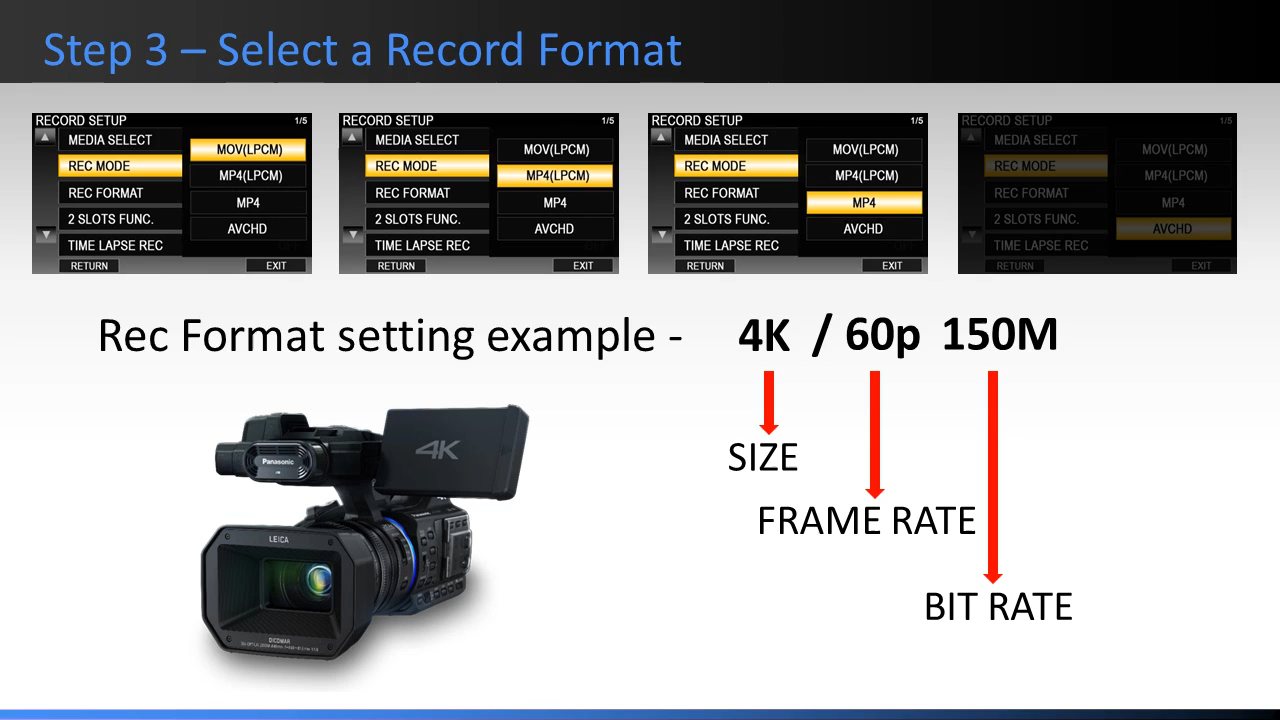 Step 3 – Select a Record Format
RECORD SETUP 1/5
MEDIA SELECT
REC MODE
REC FORMAT
2 SLOTS FUNC.
TIME LAPSE REC
MOV(LPCM)
MP4(LPCM)
MP4
AVCHD
RETURN
EXIT
RECORD SETUP 1/5
MEDIA SELECT
REC MODE
REC FORMAT
2 SLOTS FUNC.
TIME LAPSE REC
MOV(LPCM)
MP4(LPCM)
MP4
AVCHD
RETURN
EXIT
RECORD SETUP 1/5
MEDIA SELECT
REC MODE
REC FORMAT
2 SLOTS FUNC.
TIME LAPSE REC
MOV(LPCM)
MP4(LPCM)
MP4
AVCHD
RETURN
EXIT
RECORD SETUP 1/5
MEDIA SELECT
REC MODE
REC FORMAT
2 SLOTS FUNC.
TIME LAPSE REC
MOV(LPCM)
MP4(LPCM)
MP4
AVCHD
RETURN
EXIT
Rec Format setting example - 4K / 60p 150M
SIZE
FRAME RATE
BIT RATE
4K
Panasonic
LEICA
DICOMAR